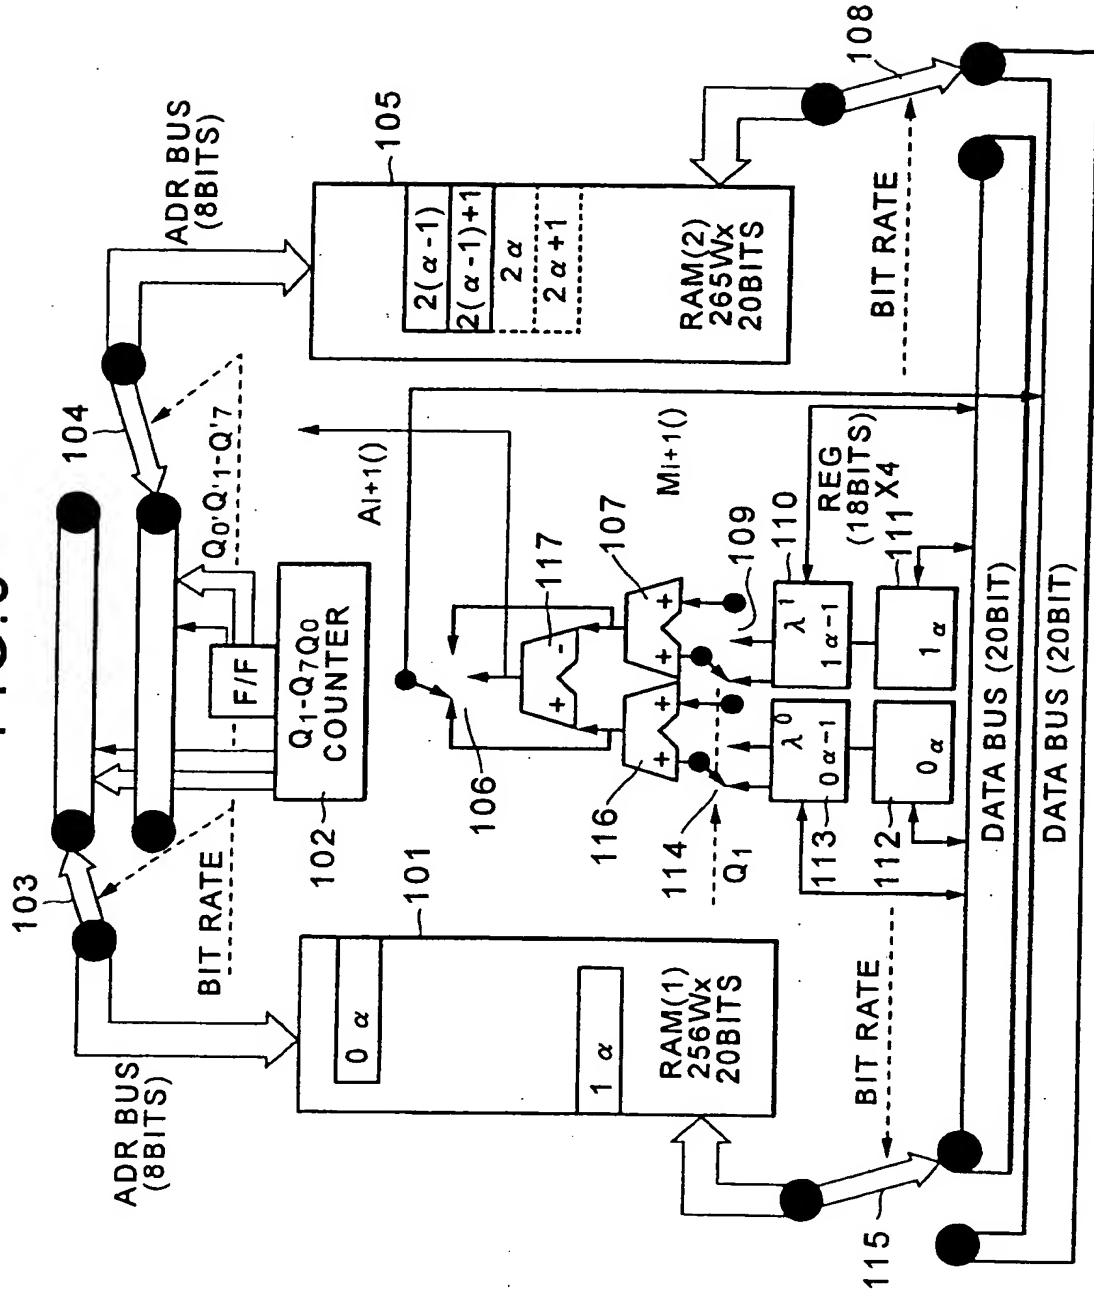 103
ADR BUS
(8BITS)
BIT RATE
104
ADR BUS
(8BITS)
Q0,Q'1-Q'7
F/F
Q1-Q7Q0
COUNTER
102
101
0 α
1 α
RAM(1)
256Wx
20BITS
105
2(α-1)
2(α-1)+1
2α
2α+1
RAM(2)
265Wx
20BITS
106
117
+
-
Al+1()
Mi+1()
107
116
+
+
+
+
109
114
Q1
110
λ'
1α-1
λ0
0α-1
113
REG
(18BITS)
X4
111
1α
0α
112
BIT RATE
115
BIT RATE
108
DATA BUS (20BIT)
DATA BUS (20BIT)